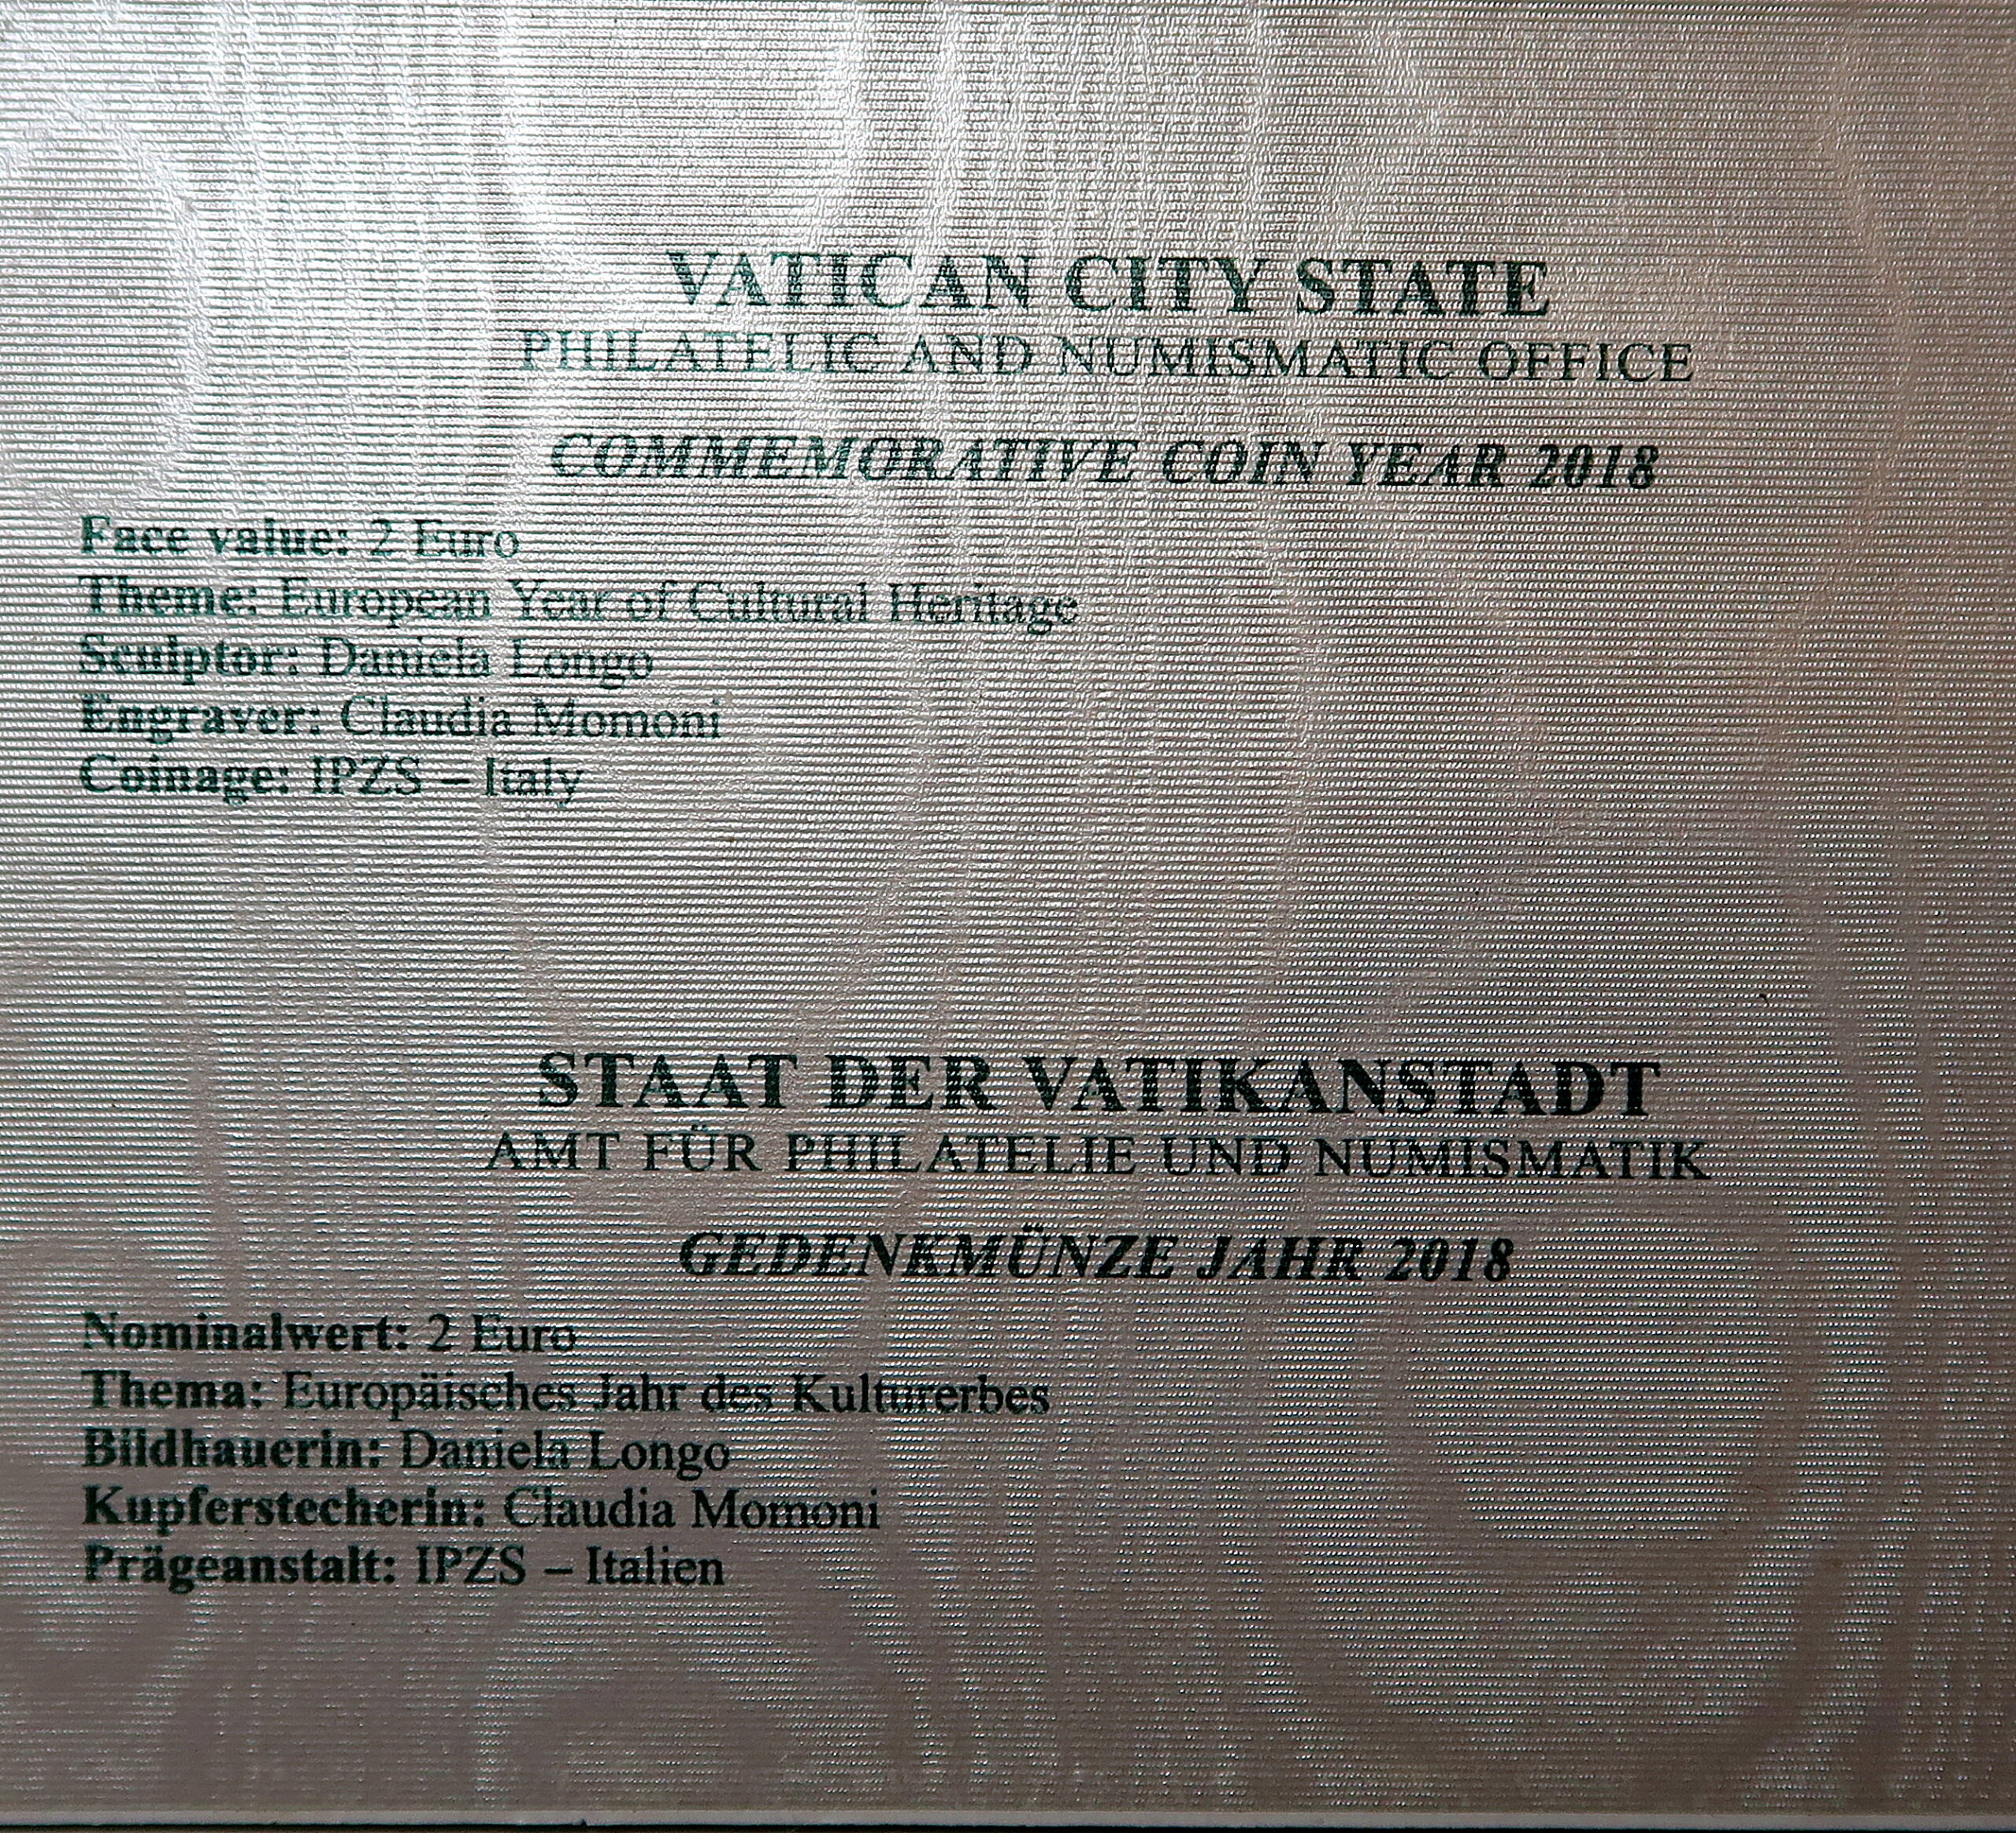 VATICAN CITY STATE
PHILATELIC AND NUMISMATIC OFFICE
COMMEMORATIVE COIN YEAR 2018
Face value: 2 Euro
Theme: European Year of Cultural Heritage
Sculptor: Daniela Longo
Engraver: Claudia Momoni
Coinage: IPZS – Italy
STAAT DER VATIKANSTADT
AMT FÜR PHILATELIE UND NUMISMATIK
GEDENKMÜNZE JAHR 2018
Nominalwert: 2 Euro
Thema: Europäisches Jahr des Kulturerbes
Bildhauerin: Daniela Longo
Kupferstecherin: Claudia Momoni
Prägeanstalt: IPZS – Italien